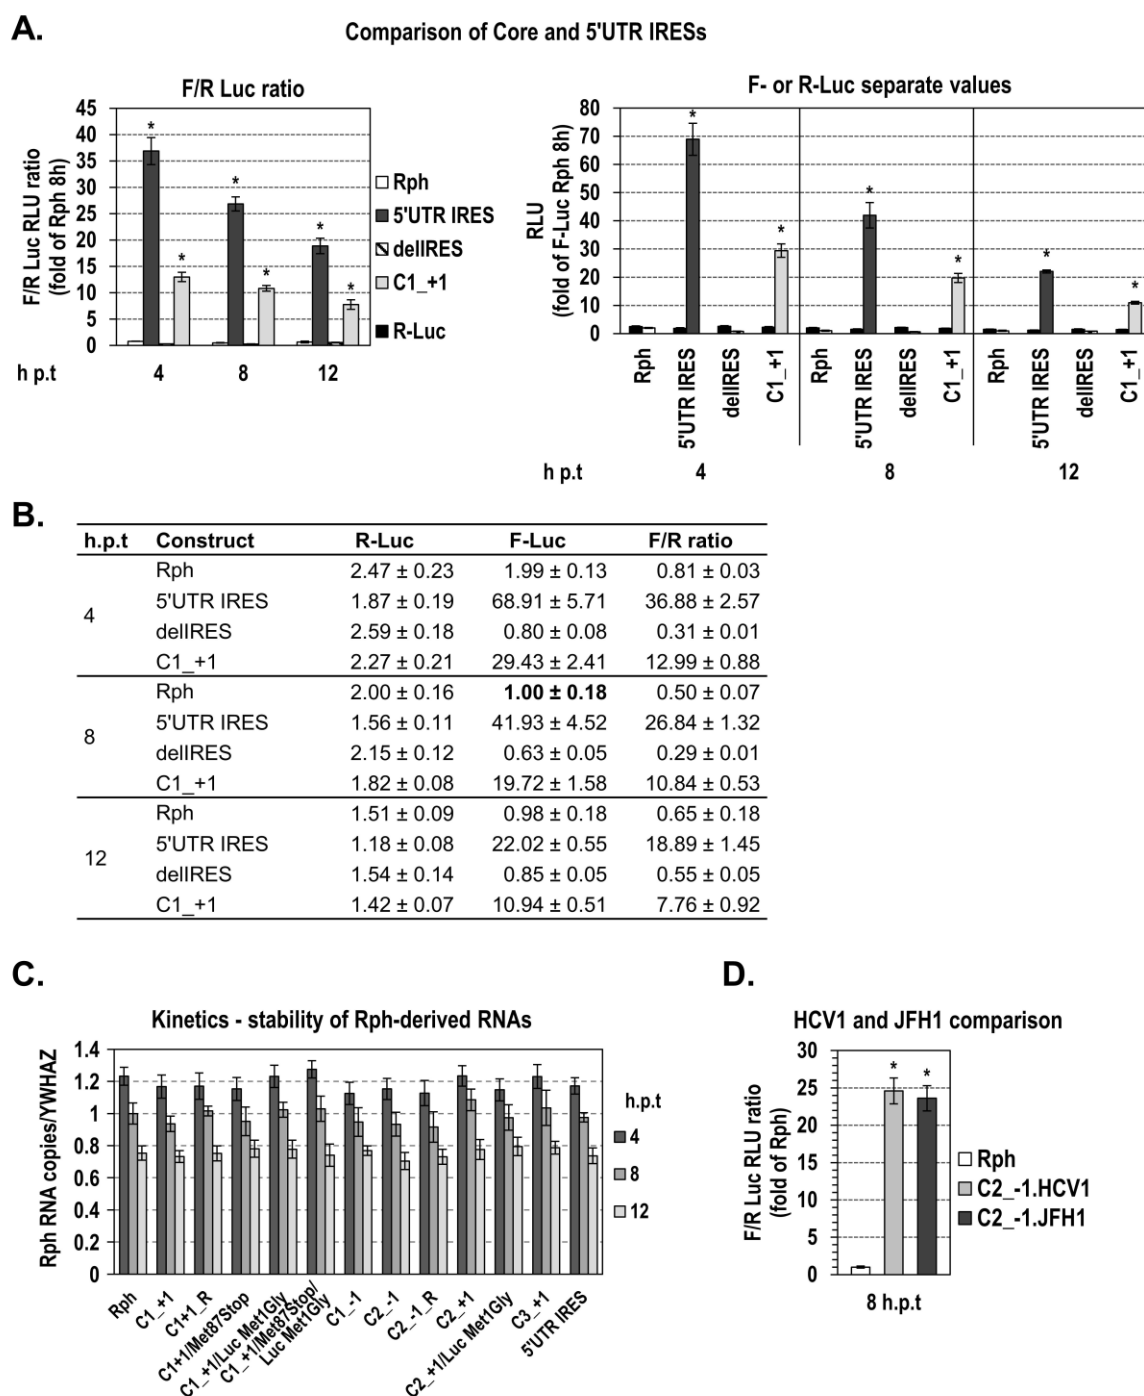 A.
Comparison of Core and 5'UTR IRESs
F/R Luc ratio
F/R Luc RLU ratio
(fold of Rph 8h)
45
40
35
30
25
20
15
10
5
0
* * *
* * *
h p.t 4 8 12
Rph
5'UTR IRES
delIRES
C1_+1
R-Luc
F- or R-Luc separate values
RLU
(fold of F-Luc Rph 8h)
80
70
60
50
40
30
20
10
0
* * * * * *
Rph 5'UTR IRES delIRES C1_+1 Rph 5'UTR IRES delIRES C1_+1 Rph 5'UTR IRES delIRES C1_+1
h p.t 4 8 12
B.
h.p.t Construct R-Luc F-Luc F/R ratio
4
Rph 2.47 ± 0.23 1.99 ± 0.13 0.81 ± 0.03
5'UTR IRES 1.87 ± 0.19 68.91 ± 5.71 36.88 ± 2.57
delIRES 2.59 ± 0.18 0.80 ± 0.08 0.31 ± 0.01
C1_+1 2.27 ± 0.21 29.43 ± 2.41 12.99 ± 0.88
8
Rph 2.00 ± 0.16 1.00 ± 0.18 0.50 ± 0.07
5'UTR IRES 1.56 ± 0.11 41.93 ± 4.52 26.84 ± 1.32
delIRES 2.15 ± 0.12 0.63 ± 0.05 0.29 ± 0.01
C1_+1 1.82 ± 0.08 19.72 ± 1.58 10.84 ± 0.53
12
Rph 1.51 ± 0.09 0.98 ± 0.18 0.65 ± 0.18
5'UTR IRES 1.18 ± 0.08 22.02 ± 0.55 18.89 ± 1.45
delIRES 1.54 ± 0.14 0.85 ± 0.05 0.55 ± 0.05
C1_+1 1.42 ± 0.07 10.94 ± 0.51 7.76 ± 0.92
C.
Kinetics - stability of Rph-derived RNAs
Rph RNA copies/YWHAZ
1.4
1.2
1
0.8
0.6
0.4
0.2
0
Rph
C1_+1
C1+1_R
C1+1/Met87Stop
C1_+1/Luc Met1Gly
C1_+1/Met87Stop/
Luc Met1Gly
C1_-1
C2_-1
C2_-1_R
C2_+1
C2_+1/Luc Met1Gly
C3_+1
5'UTR IRES
h.p.t
4
8
12
D.
HCV1 and JFH1 comparison
F/R Luc RLU ratio
(fold of Rph)
30
25
20
15
10
5
0
* *
8 h.p.t
Rph
C2_-1.HCV1
C2_-1.JFH1